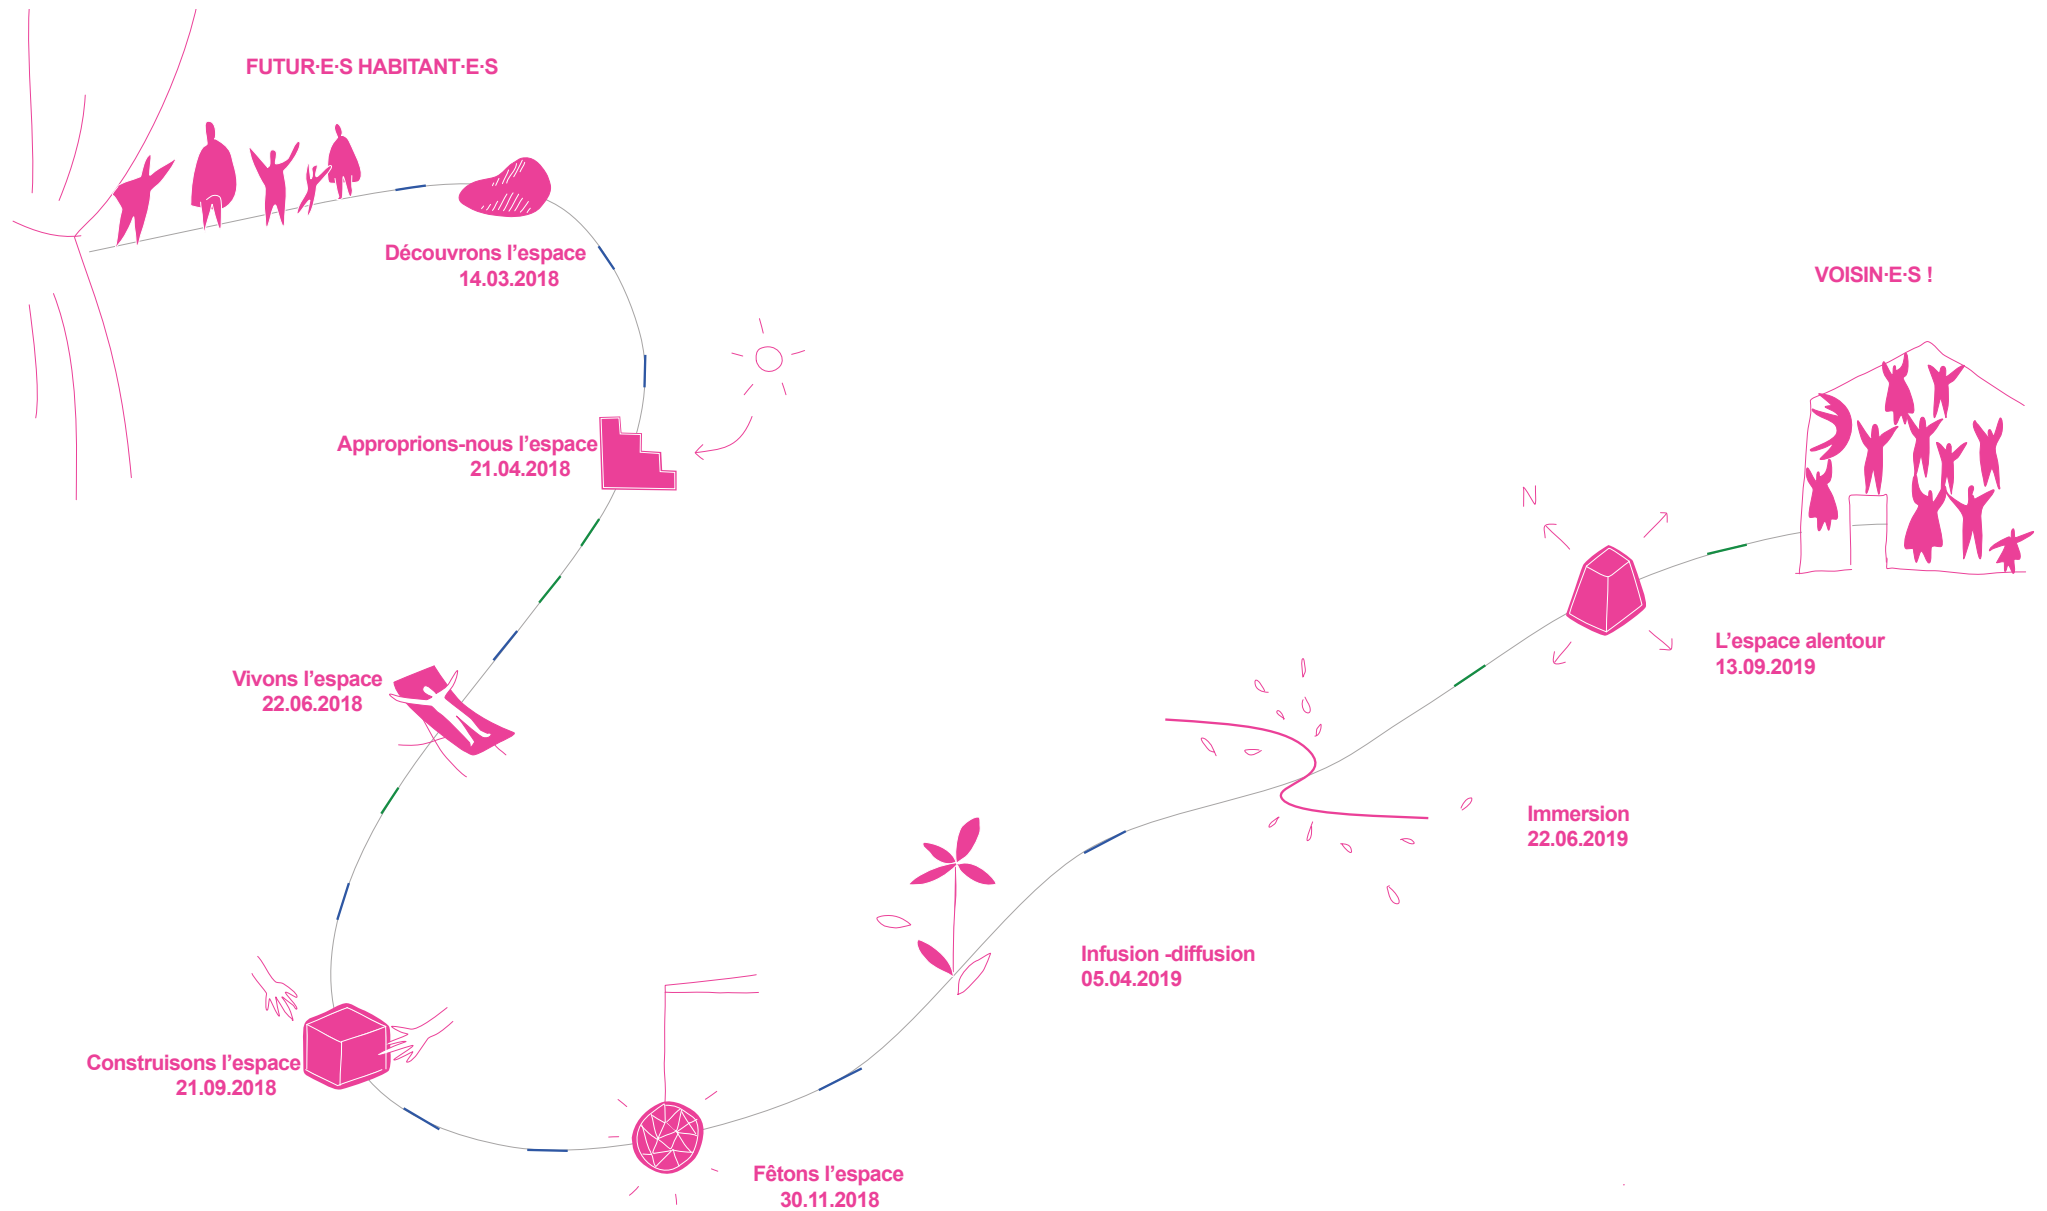 FUTUR·E·S HABITANT·E·S
Découvrons l'espace
14.03.2018
Approprions-nous l'espace
21.04.2018
Vivons l'espace
22.06.2018
Construisons l'espace
21.09.2018
Fêtons l'espace
30.11.2018
Infusion -diffusion
05.04.2019
Immersion
22.06.2019
N
L'espace alentour
13.09.2019
VOISIN·E·S !